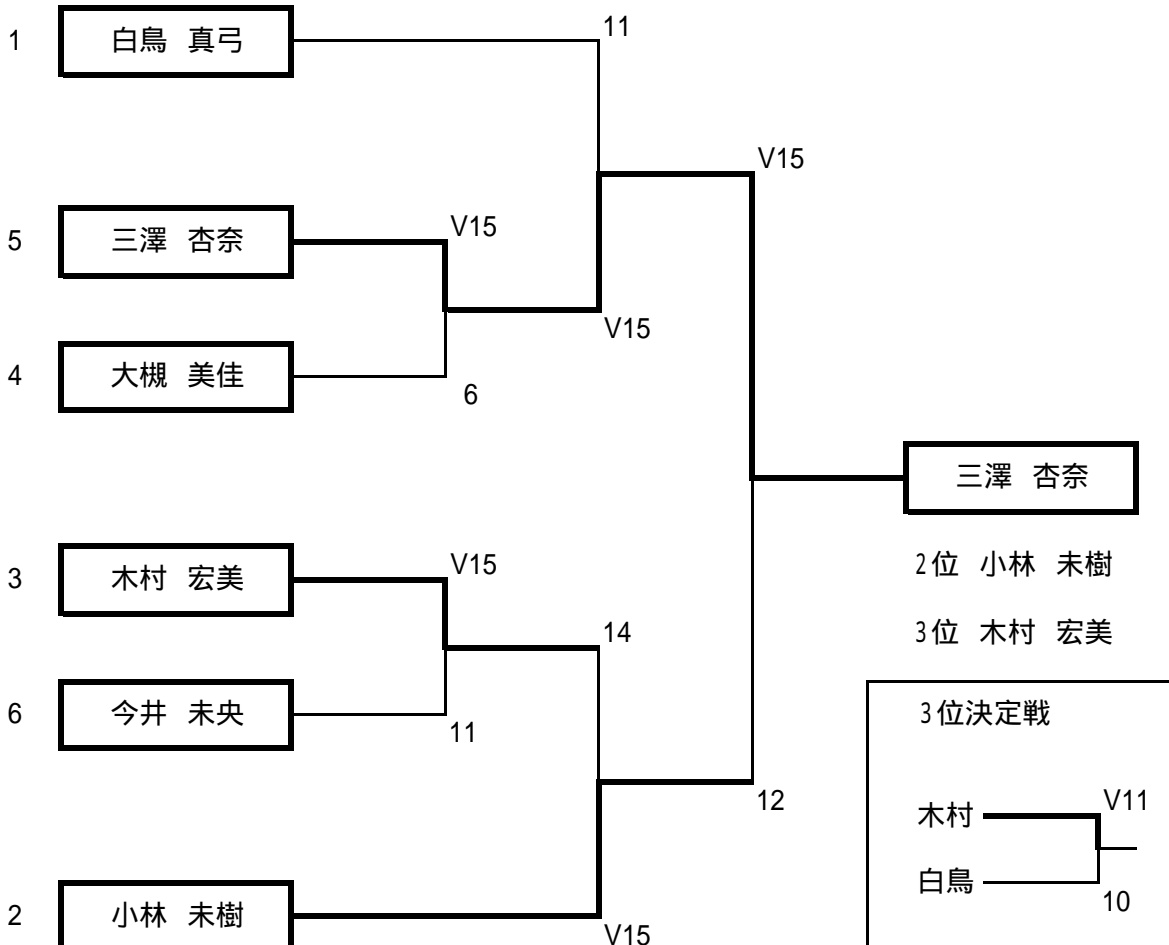 1 白鳥 真弓
11
V15
5 三澤 杏奈
V15
V15
4 大槻 美佳
6
三澤 杏奈
3 木村 宏美
V15
2位 小林 未樹
14
3位 木村 宏美
6 今井 未央
11
3位決定戦
12
木村
V11
白鳥
10
2 小林 未樹
V15